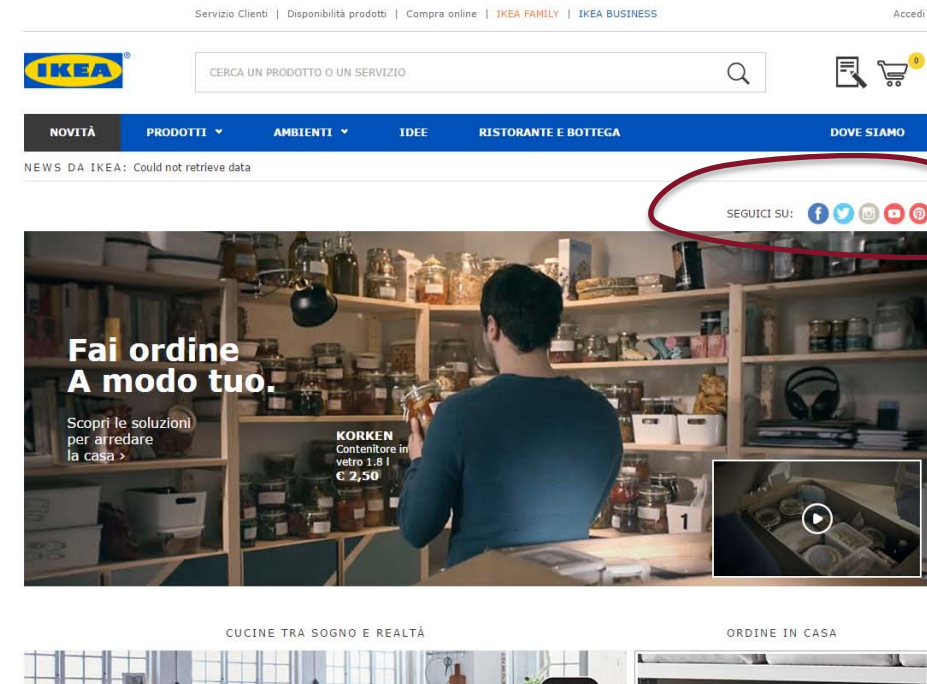 Servizio Clienti | Disponibilità prodotti | Compra online | IKEA FAMILY | IKEA BUSINESS
Accedi
IKEA®
CERCA UN PRODOTTO O UN SERVIZIO
0
NOVITÀ PRODOTTI AMBIENTI IDEE RISTORANTE E BOTTEGA DOVE SIAMO
NEWS DA IKEA: Could not retrieve data
SEGUICI SU:
Fai ordine
A modo tuo.
Scopri le soluzioni
per arredare
la casa ›
KORKEN
Contenitore in
vetro 1.8 l
€ 2,50
1
CUCINE TRA SOGNO E REALTÀ
ORDINE IN CASA